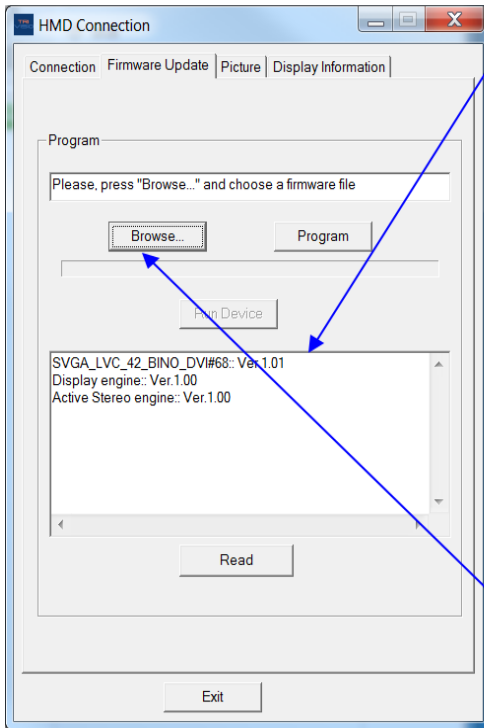 HMD Connection
Connection Firmware Update Picture Display Information
Program
Please, press "Browse..." and choose a firmware file
Browse... Program
Run Device
SVGA_LVC_42_BINO_DVI#68:: Ver.1.01
Display engine:: Ver.1.00
Active Stereo engine:: Ver.1.00
Read
Exit